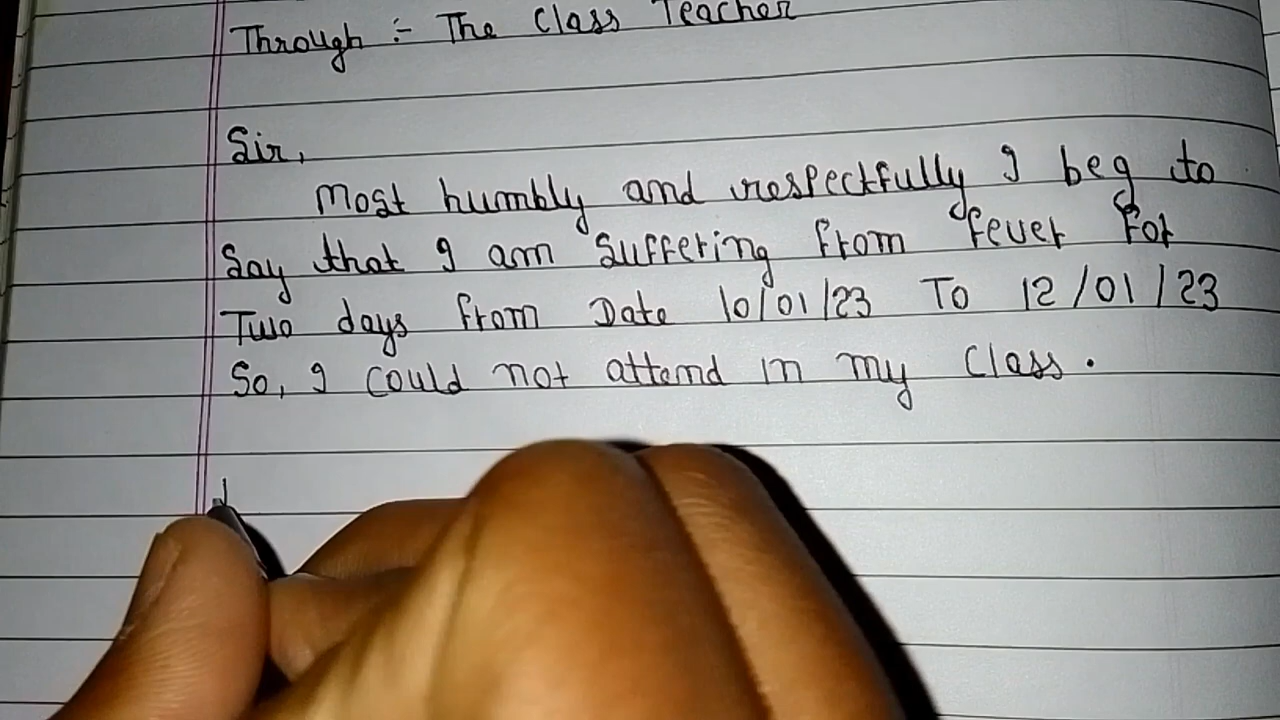 Through :- The Class Teacher
Sir,
Most humbly and respectfully I beg to
Say that I am Suffering from fever For
Two days from Date 10/01/23 To 12/01/23
So, I Could not attend in my Class.